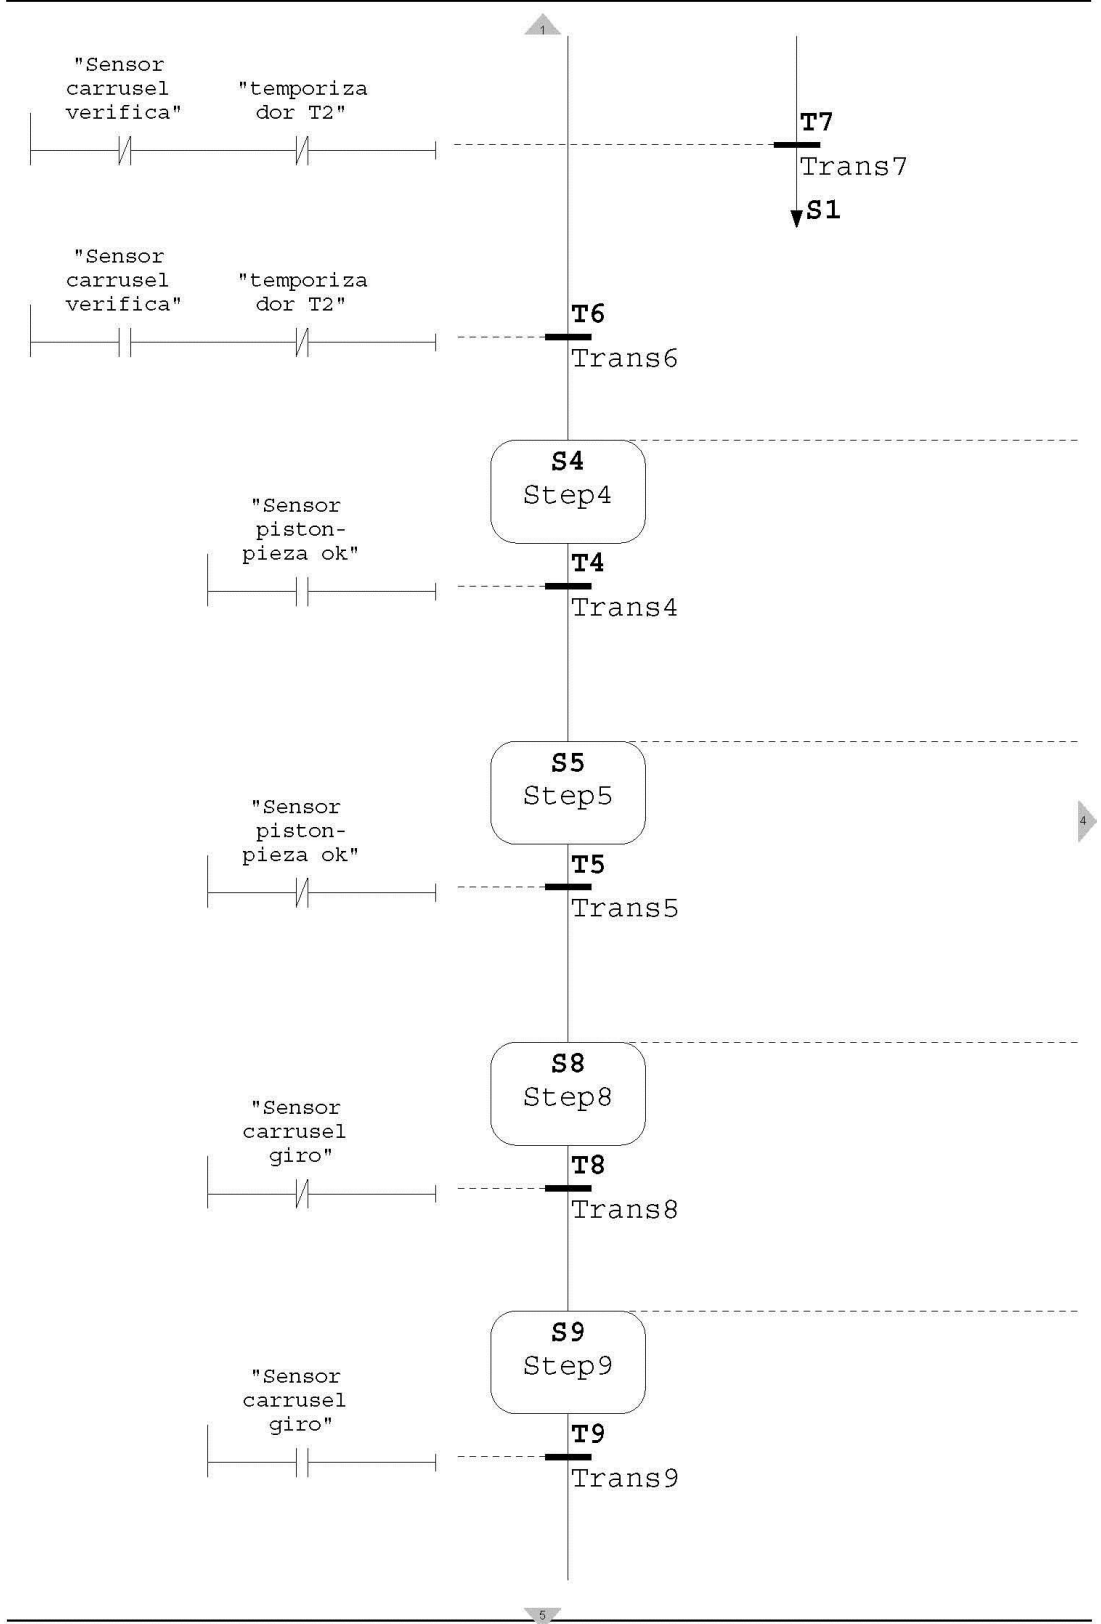 1
"Sensor
carrusel
verifica"
"temporiza
dor T2"
T7
Trans7
S1
"Sensor
carrusel
verifica"
"temporiza
dor T2"
T6
Trans6
S4
Step4
"Sensor
piston-
pieza ok"
T4
Trans4
S5
Step5
4
"Sensor
piston-
pieza ok"
T5
Trans5
S8
Step8
"Sensor
carrusel
giro"
T8
Trans8
S9
Step9
"Sensor
carrusel
giro"
T9
Trans9
5